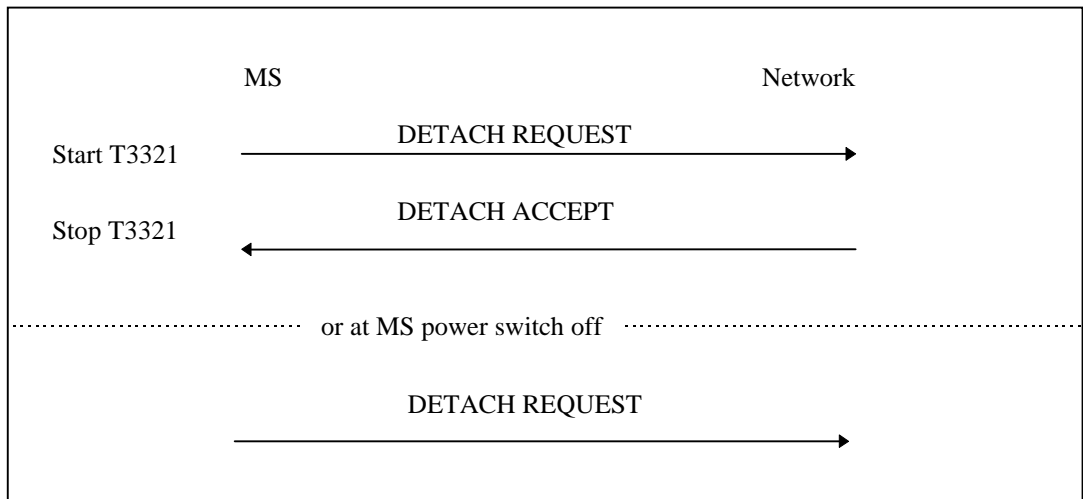 MS Network
DETACH REQUEST
Start T3321
DETACH ACCEPT
Stop T3321
or at MS power switch off
DETACH REQUEST